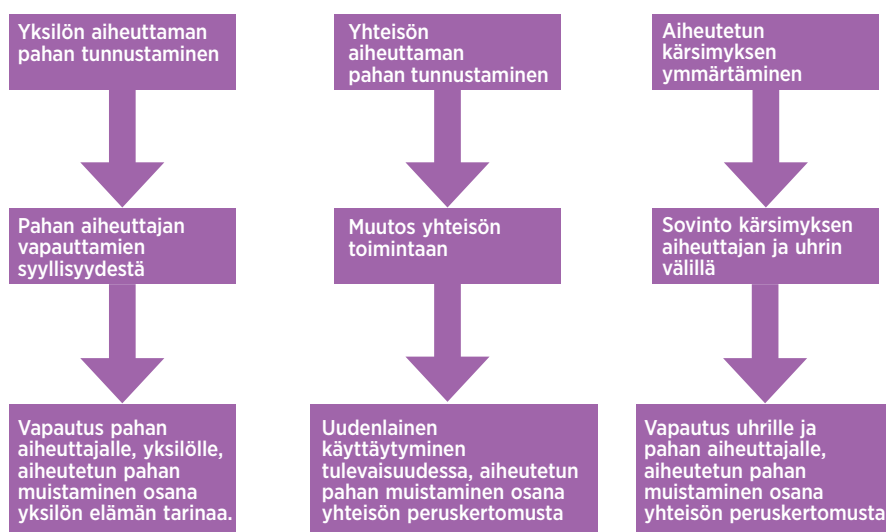 Yksilön aiheuttaman
pahan tunnustaminen
Yhteisön
aiheuttaman
pahan tunnustaminen
Aiheutetun
kärsimyksen
ymmärtäminen
Pahan aiheuttajan
vapauttamien
syyllisyydestä
Muutos yhteisön
toimintaan
Sovinto kärsimyksen
aiheuttajan ja uhrin
välillä
Vapautus pahan
aiheuttajalle, yksilölle,
aiheutetun pahan
muistaminen osana
yksilön elämän tarinaa.
Uudenlainen
käyttäytyminen
tulevaisuudessa, aiheutetun
pahan muistaminen osana
yhteisön peruskertomusta
Vapautus uhrille ja
pahan aiheuttajalle,
aiheutetun pahan
muistaminen osana
yhteisön peruskertomusta